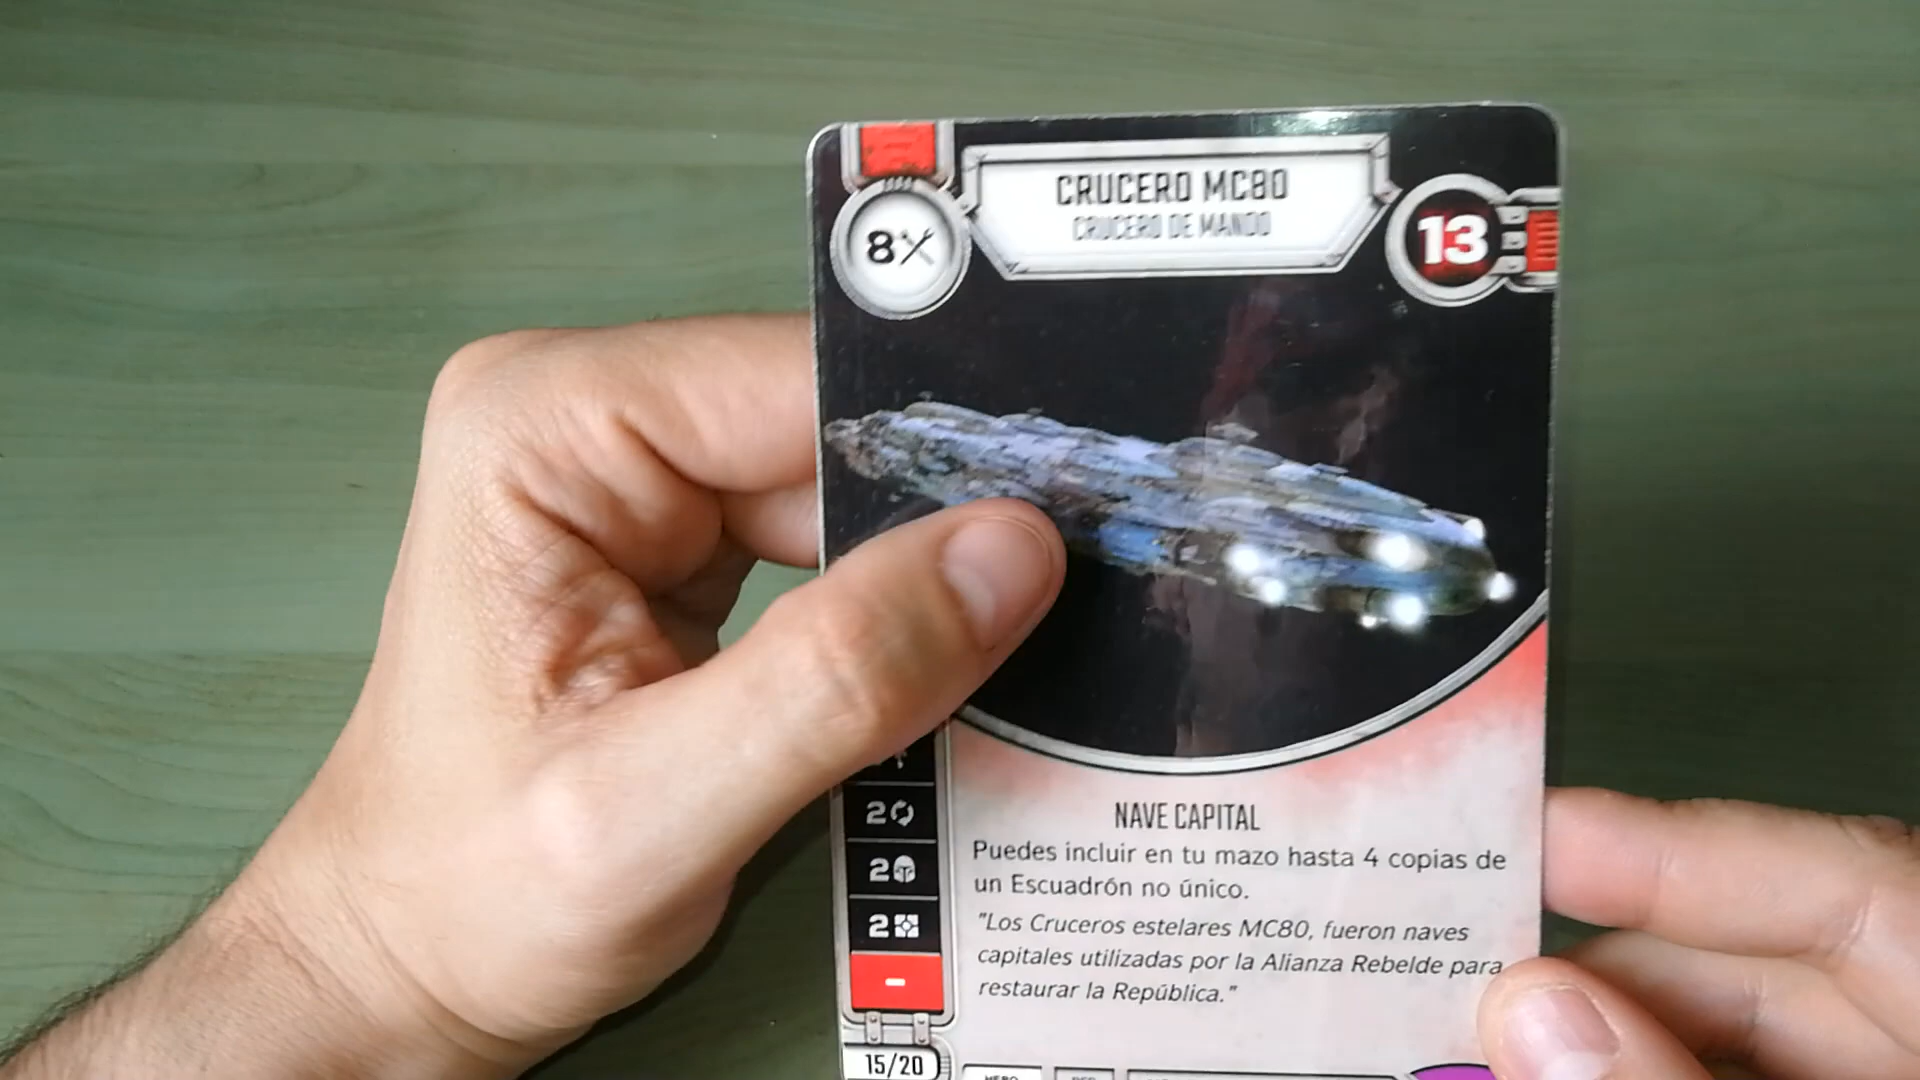 CRUCERO MC80
CRUCERO DE MANDO
8
13
NAVE CAPITAL
Puedes incluir en tu mazo hasta 4 copias de
un Escuadrón no único.
"Los Cruceros estelares MC80, fueron naves
capitales utilizadas por la Alianza Rebelde para
restaurar la República."
2
2
2
-
15/20